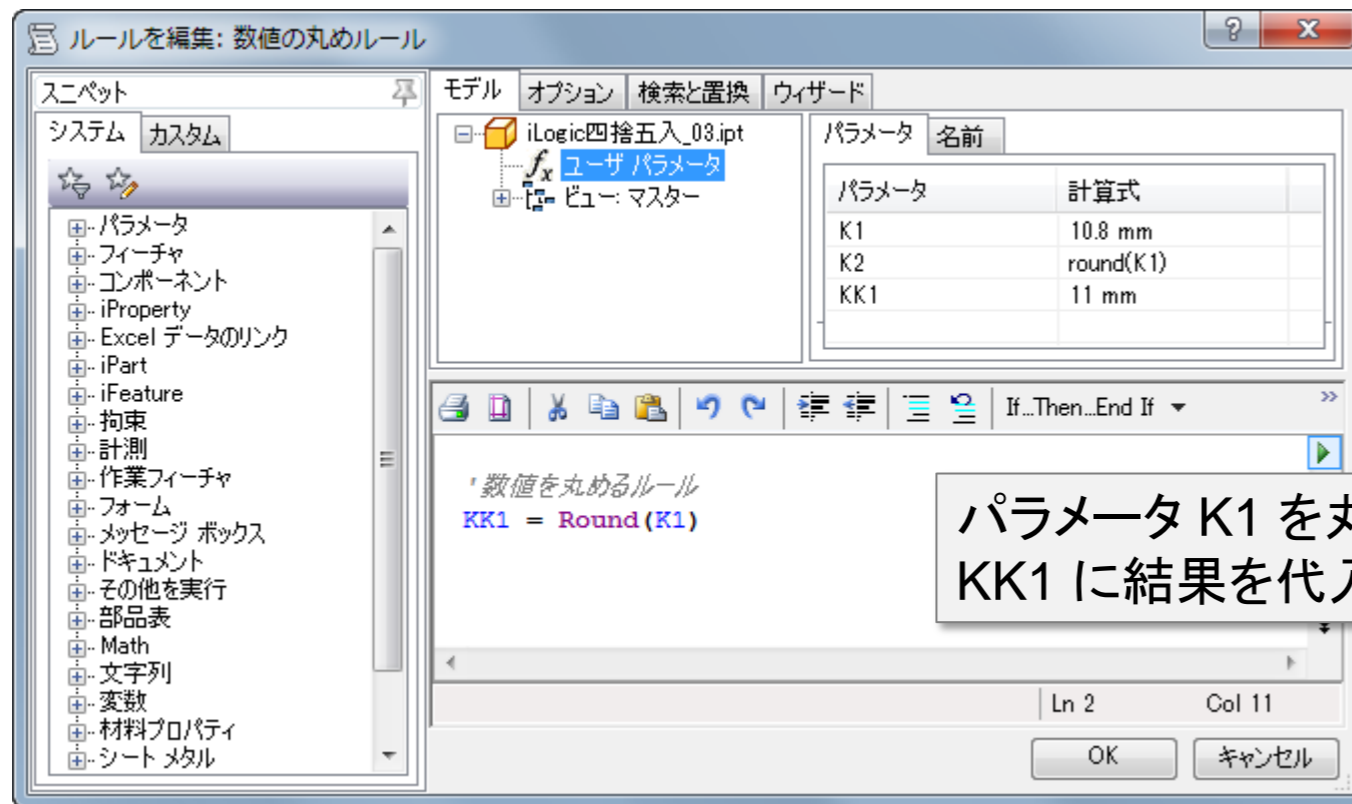 ルールを編集: 数値の丸めルール
スニペット
システム カスタム
パラメータ
フィーチャ
コンポーネント
iProperty
Excel データのリンク
iPart
iFeature
拘束
計測
作業フィーチャ
フォーム
メッセージ ボックス
ドキュメント
その他を実行
部品表
Math
文字列
変数
材料プロパティ
シート メタル
モデル オプション 検索と置換 ウィザード
iLogic四捨五入_03.ipt
fx ユーザ パラメータ
ビュー: マスター
パラメータ 名前
パラメータ 計算式
K1 10.8 mm
K2 round(K1)
KK1 11 mm
If...Then...End If
'数値を丸めるルール
KK1 = Round(K1)
パラメータ K1 を丸
KK1 に結果を代入
Ln 2 Col 11
OK キャンセル